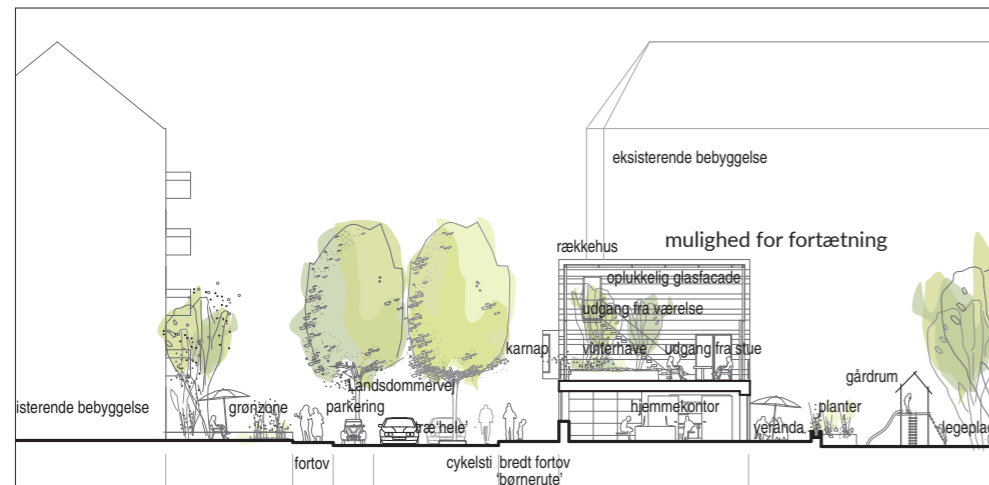 eksisterende bebyggelse
mulighed for fortætning
rækkehus
oplukkelig glasfacade
udgang fra værelse
karnap
vinterhave
udgang fra stue
gårdrum
Landsdommervej
isterende bebyggelse
grønzone
parkering
hjemmekontor
planter
træ'hele'
veranda
legeplad
fortov
cykelsti
bredt fortov
'børnerute'